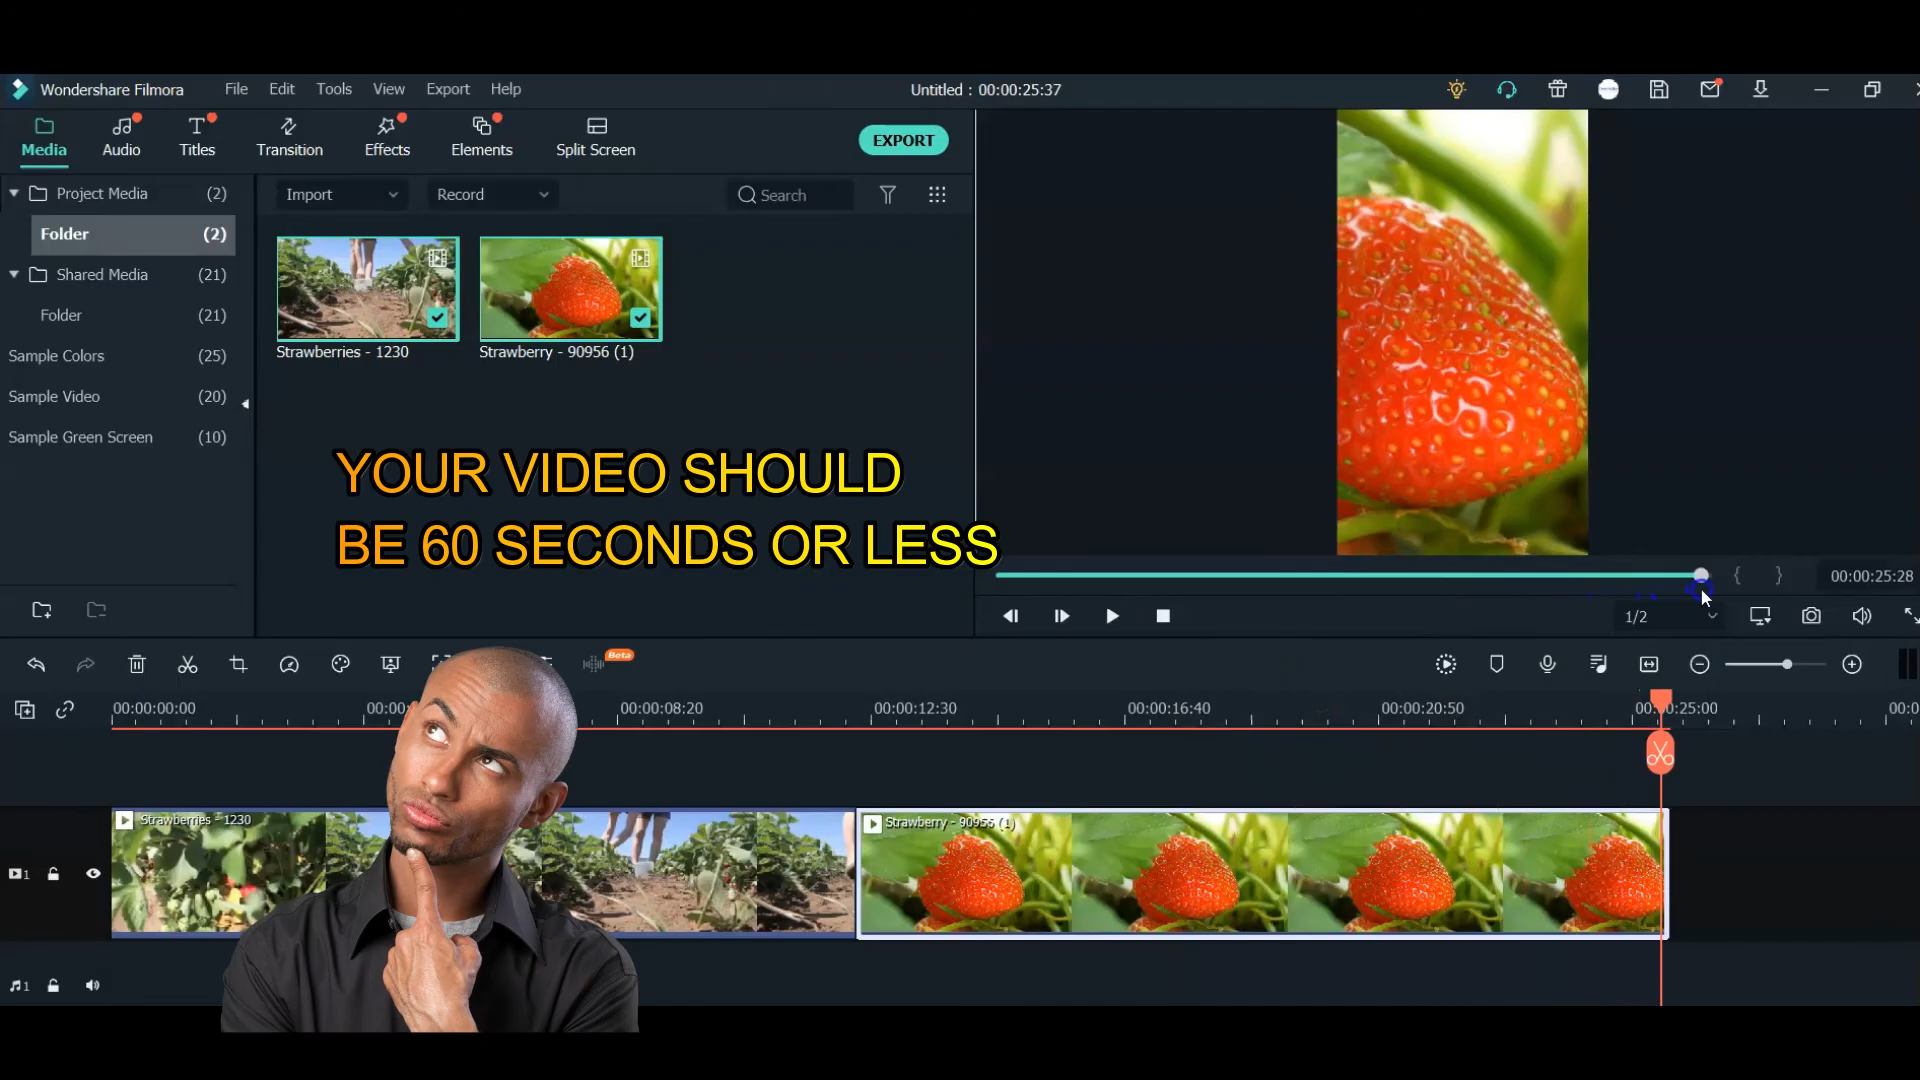 Wondershare Filmora File Edit Tools View Export Help Untitled : 00:00:25:37
Media Audio Titles Transition Effects Elements Split Screen EXPORT
Project Media (2)
Import Record Search
Folder (2)
Shared Media (21)
Folder (21)
Sample Colors (25)
Sample Video (20)
Sample Green Screen (10)
Strawberries - 1230 Strawberry - 90956 (1)
YOUR VIDEO SHOULD
BE 60 SECONDS OR LESS
{ } 00:00:25:28
1/2
Beta
00:00:00:00 00:00:08:20 00:00:12:30 00:00:16:40 00:00:20:50
Strawberries - 1230 Strawberry - 90956 (1)
1
1